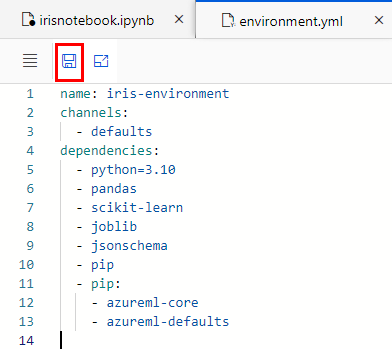 irisnotebook.ipynb environment.yml
1 name: iris-environment
2 channels:
3 - defaults
4 dependencies:
5 - python=3.10
6 - pandas
7 - scikit-learn
8 - joblib
9 - jsonschema
10 - pip
11 - pip:
12 - azureml-core
13 - azureml-defaults
14